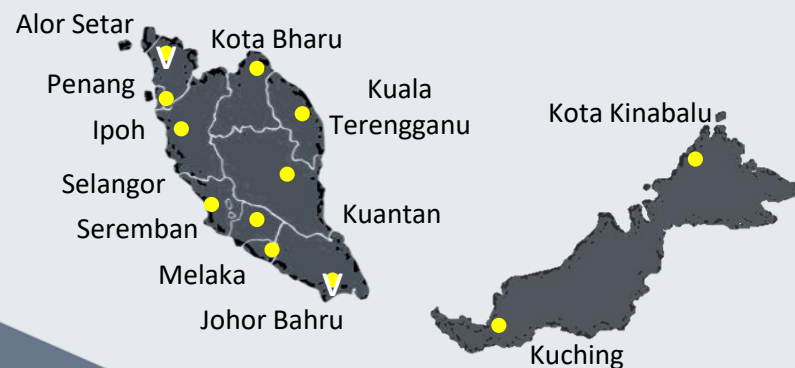 Alor Setar
Kota Bharu
Penang
Kuala
Terengganu
Ipoh
Kota Kinabalu
Selangor
Kuantan
Seremban
Melaka
Johor Bahru
Kuching
V
V